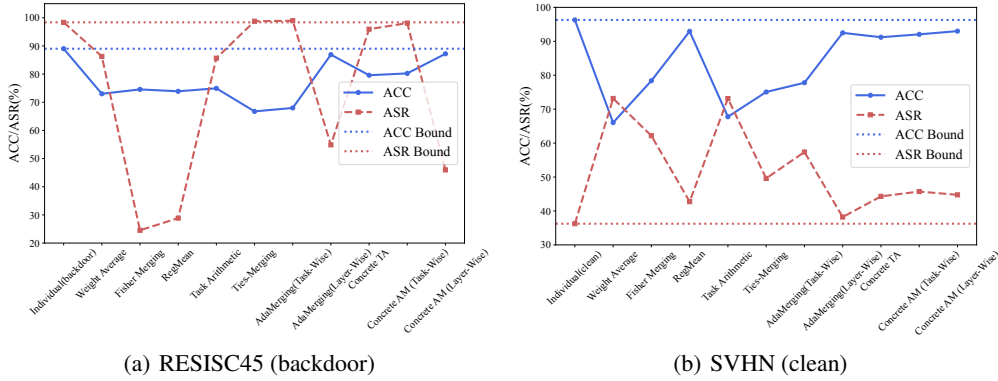 ACC/ASR(%)
100
90
80
70
60
50
40
30
20
ACC
ASR
ACC Bound
ASR Bound
Individual(backdoor)
Weight Average
Fisher Merging
RegMean
Task Arithmetic
Ties-Merging
AdaMerging(Task-Wise)
AdaMerging(Layer-Wise)
Concrete TA
Concrete AM (Task-Wise)
Concrete AM (Layer-Wise)
(a) RESISC45 (backdoor)
ACC/ASR(%)
100
90
80
70
60
50
40
30
ACC
ASR
ACC Bound
ASR Bound
Individual(clean)
Weight Average
Fisher Merging
RegMean
Task Arithmetic
Ties-Merging
AdaMerging(Task-Wise)
AdaMerging(Layer-Wise)
Concrete TA
Concrete AM (Task-Wise)
Concrete AM (Layer-Wise)
(b) SVHN (clean)